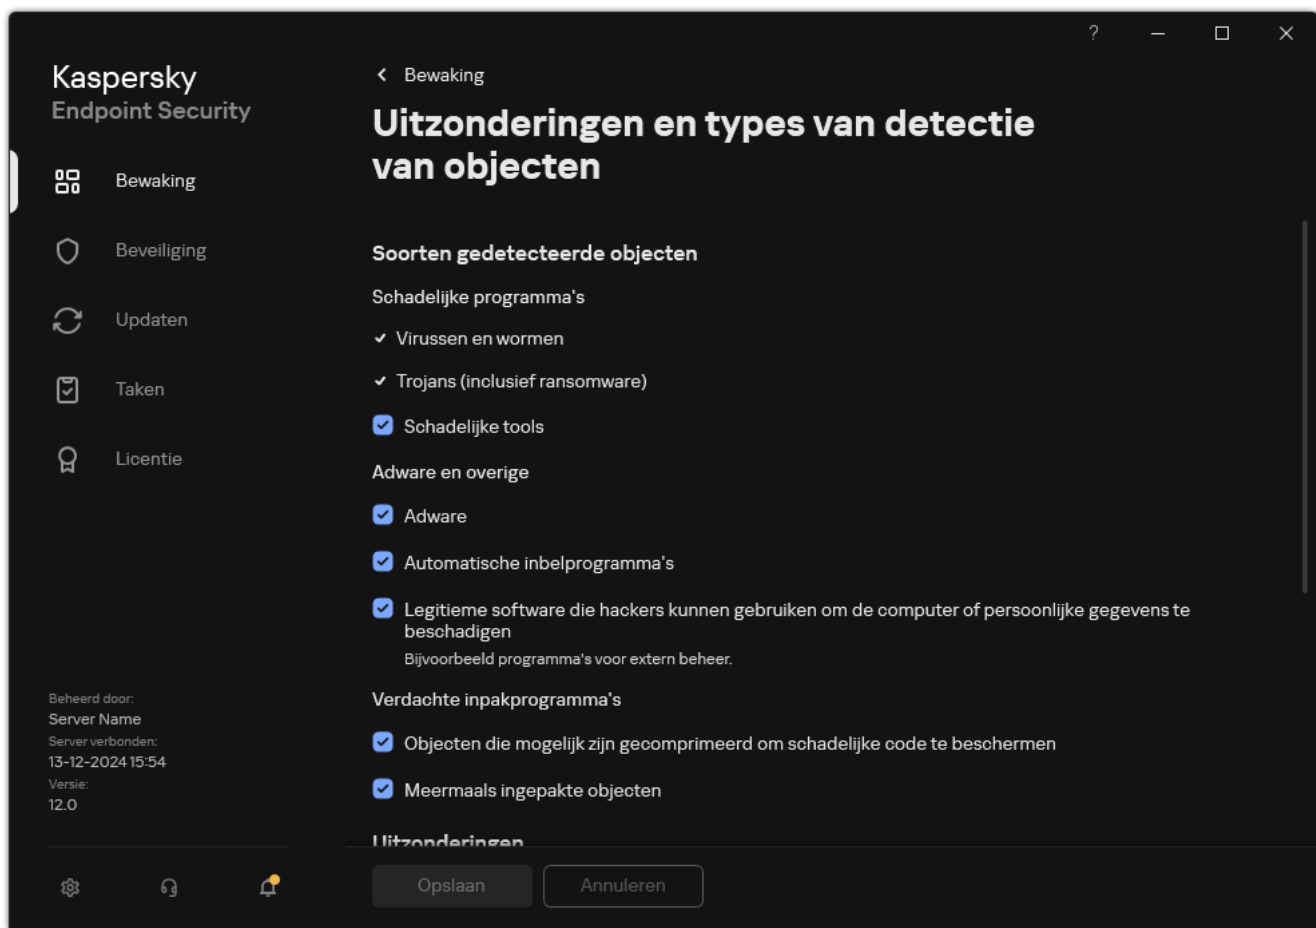 ?
Kaspersky
Endpoint Security
Bewaking
Beveiliging
Updaten
Taken
Licentie
Beheerd door:
Server Name
Server verbonden:
13-12-2024 15:54
Versie:
12.0
Bewaking
Uitzonderingen en types van detectie
van objecten
Soorten gedetecteerde objecten
Schadelijke programma's
Virussen en wormen
Trojans (inclusief ransomware)
Schadelijke tools
Adware en overige
Adware
Automatische inbelprogramma's
Legitieme software die hackers kunnen gebruiken om de computer of persoonlijke gegevens te
beschadigen
Bijvoorbeeld programma's voor extern beheer.
Verdachte inpakprogramma's
Objecten die mogelijk zijn gecomprimeerd om schadelijke code te beschermen
Meermaals ingepakte objecten
Uitzonderingen
Opslaan
Annuleren